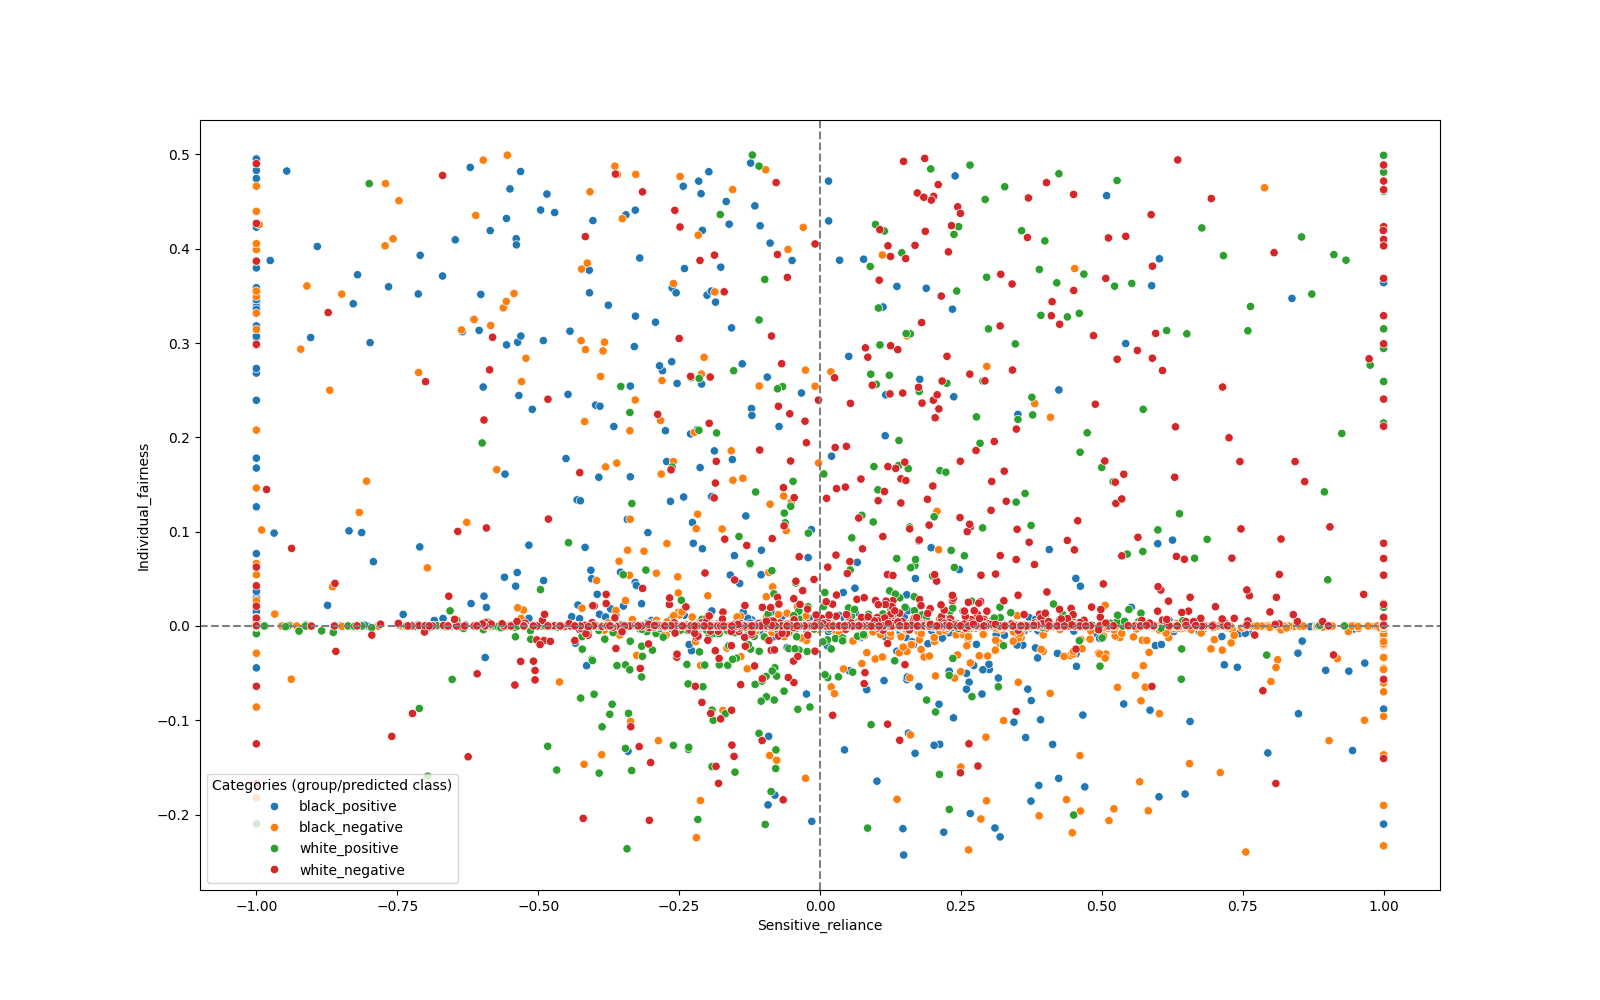 0.5
0.4
0.3
0.2
0.1
0.0
−0.1
−0.2
Individual_fairness
Categories (group/predicted class)
black_positive
black_negative
white_positive
white_negative
−1.00 −0.75 −0.50 −0.25 0.00 0.25 0.50 0.75 1.00
Sensitive_reliance